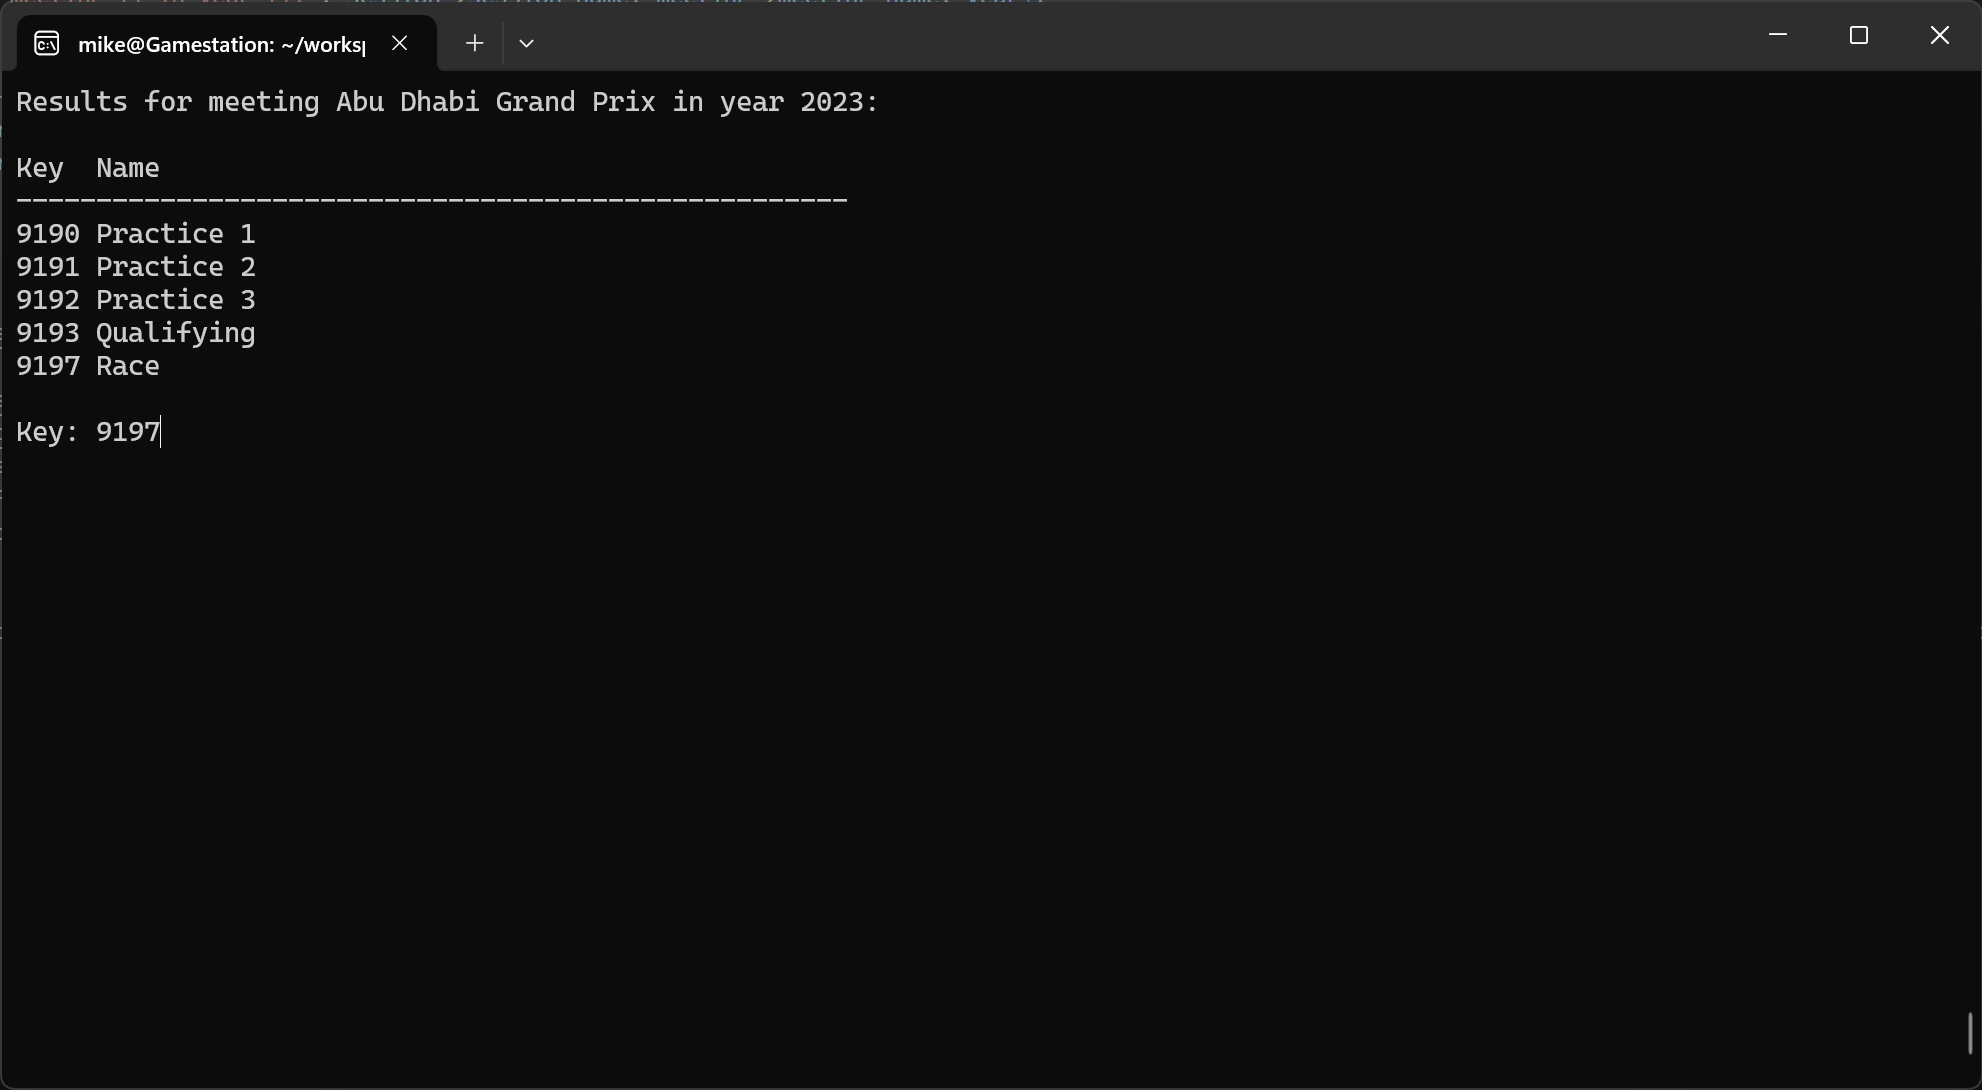 mike@Gamestation: ~/works
Results for meeting Abu Dhabi Grand Prix in year 2023:
Key  Name
----------------------------------------------------
9190 Practice 1
9191 Practice 2
9192 Practice 3
9193 Qualifying
9197 Race
Key: 9197